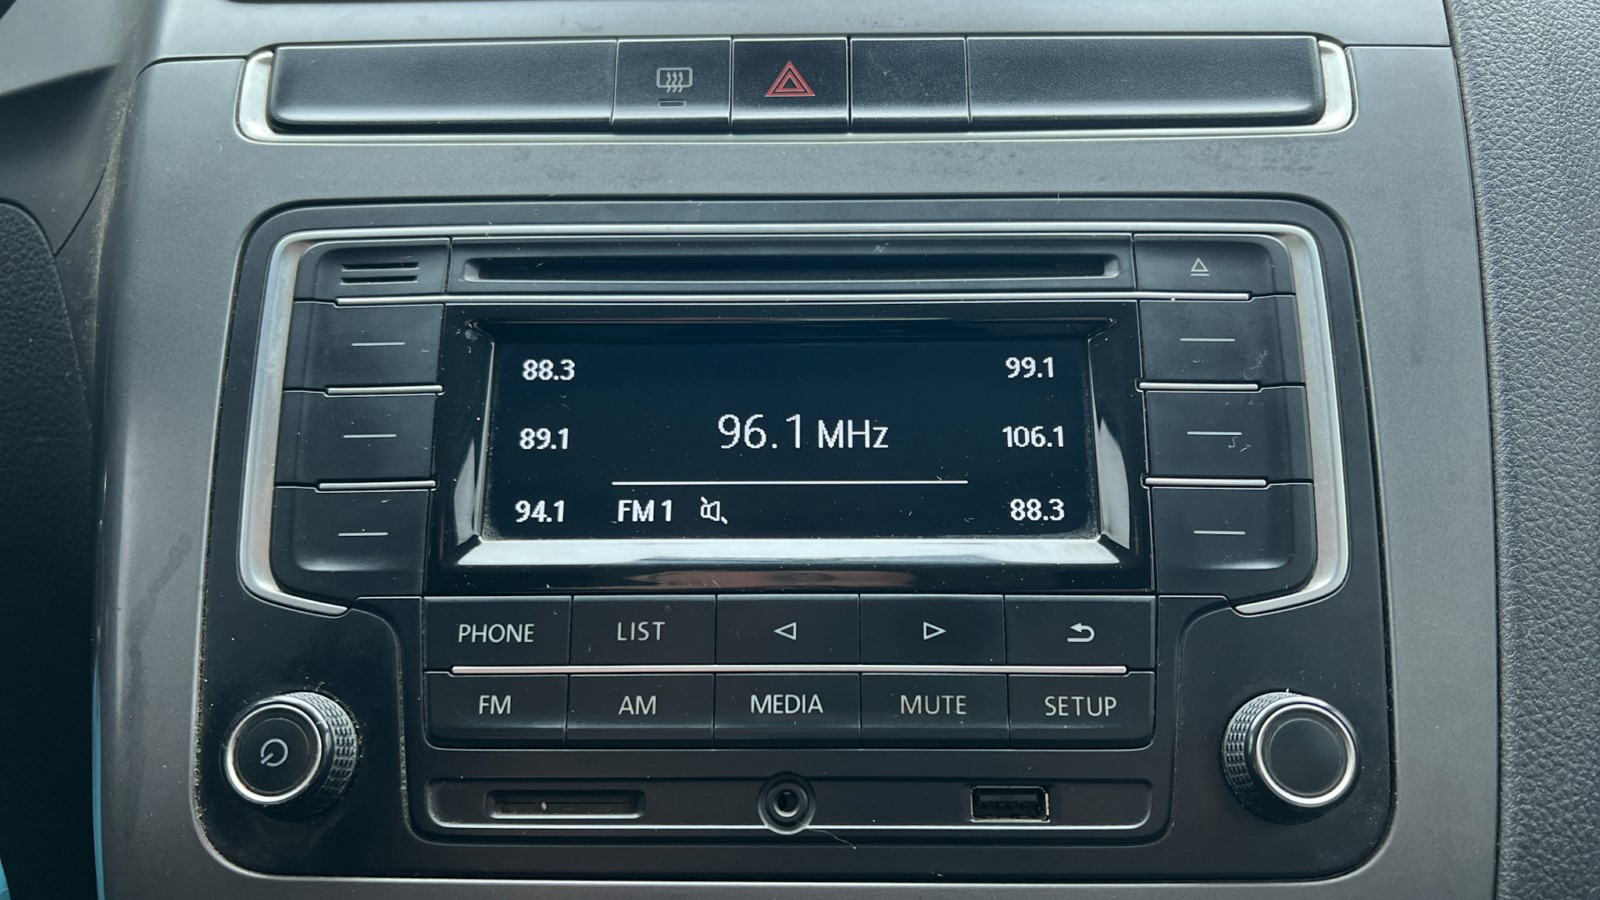 88.3 99.1
89.1 96.1 MHz 106.1
94.1 FM 1 88.3
PHONE LIST
FM AM MEDIA MUTE SETUP